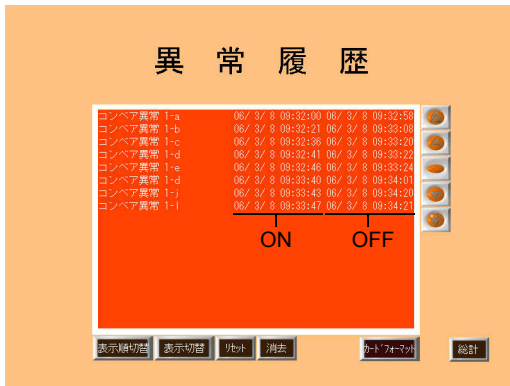 異常履歴
コンベア異常 1-a 06/ 3/ 8 09:32:00 06/ 3/ 8 09:32:58
コンベア異常 1-b 06/ 3/ 8 09:32:21 06/ 3/ 8 09:33:08
コンベア異常 1-c 06/ 3/ 8 09:32:36 06/ 3/ 8 09:33:20
コンベア異常 1-d 06/ 3/ 8 09:32:41 06/ 3/ 8 09:33:22
コンベア異常 1-e 06/ 3/ 8 09:32:46 06/ 3/ 8 09:33:24
コンベア異常 1-d 06/ 3/ 8 09:33:40 06/ 3/ 8 09:34:01
コンベア異常 1-j 06/ 3/ 8 09:33:43 06/ 3/ 8 09:34:20
コンベア異常 1-l 06/ 3/ 8 09:33:47 06/ 3/ 8 09:34:21
ON OFF
表示順切替 表示切替 リセット 消去 カードフォーマット 総計